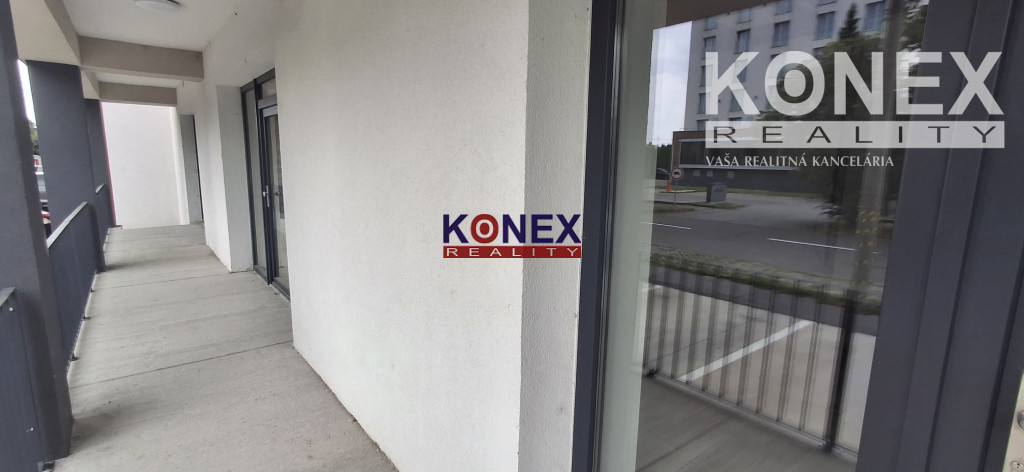 KONEX
REALITY
VAŠA REALITNÁ KANCELÁRIA
KONEX
REALITY